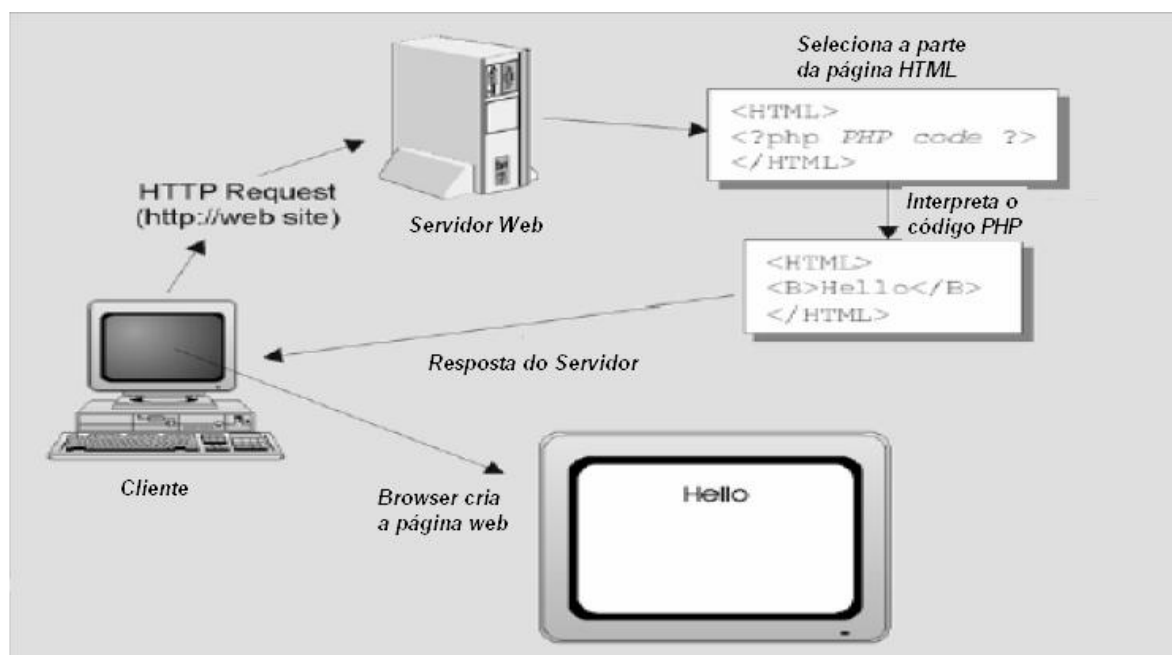 Seleciona a parte
da página HTML
<HTML>
<?php PHP code ?>
</HTML>
HTTP Request
(http://web site)
Servidor Web
Interpreta o
código PHP
<HTML>
<B>Hello</B>
</HTML>
Resposta do Servidor
Cliente
Browser cria
a página web
Hello